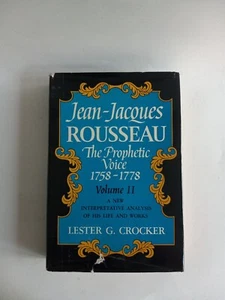 Jean-Jacques
ROUSSEAU
The Prophetic
Voice
1758-1778
Volume II
A NEW
INTERPRETATIVE ANALYSIS
OF HIS LIFE AND WORKS
LESTER G. CROCKER